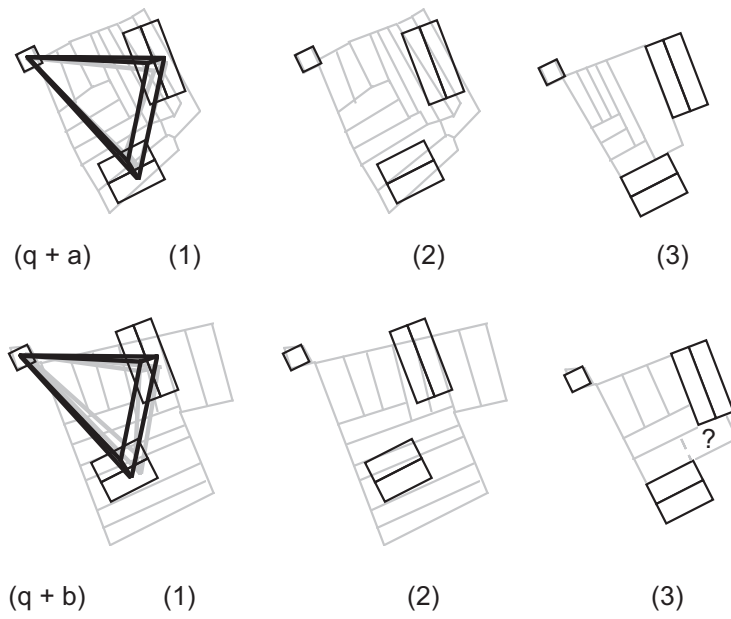 (q + a) (1) (2) (3)
?
(q + b) (1) (2) (3)